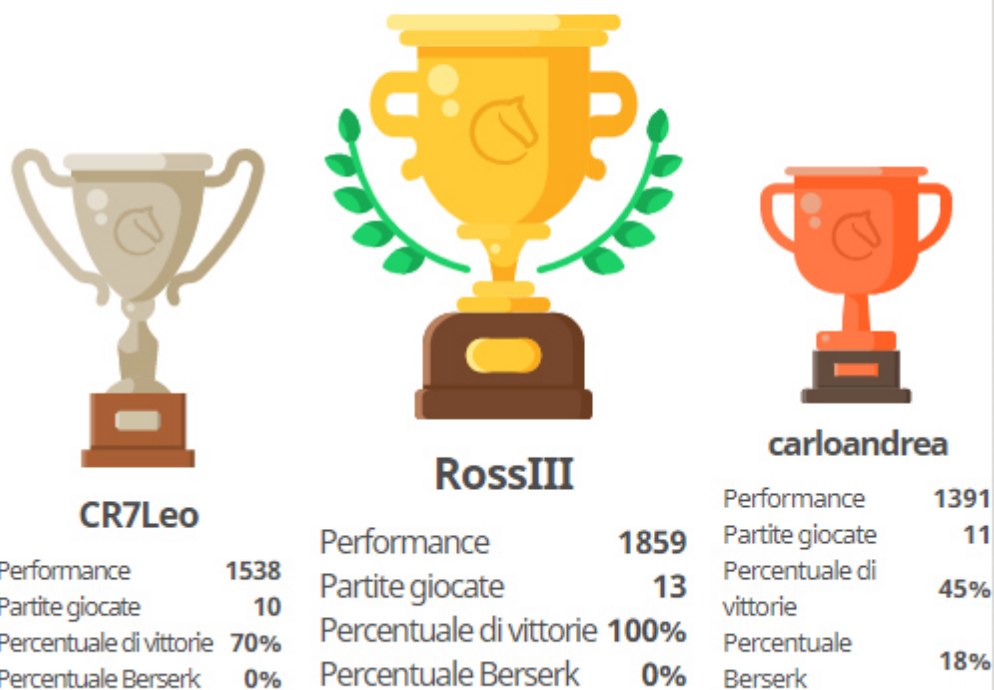 CR7Leo
Performance 1538
Partite giocate 10
Percentuale di vittorie 70%
Percentuale Berserk 0%
RossIII
Performance 1859
Partite giocate 13
Percentuale di vittorie 100%
Percentuale Berserk 0%
carloandrea
Performance 1391
Partite giocate 11
Percentuale di
vittorie 45%
Percentuale
Berserk 18%